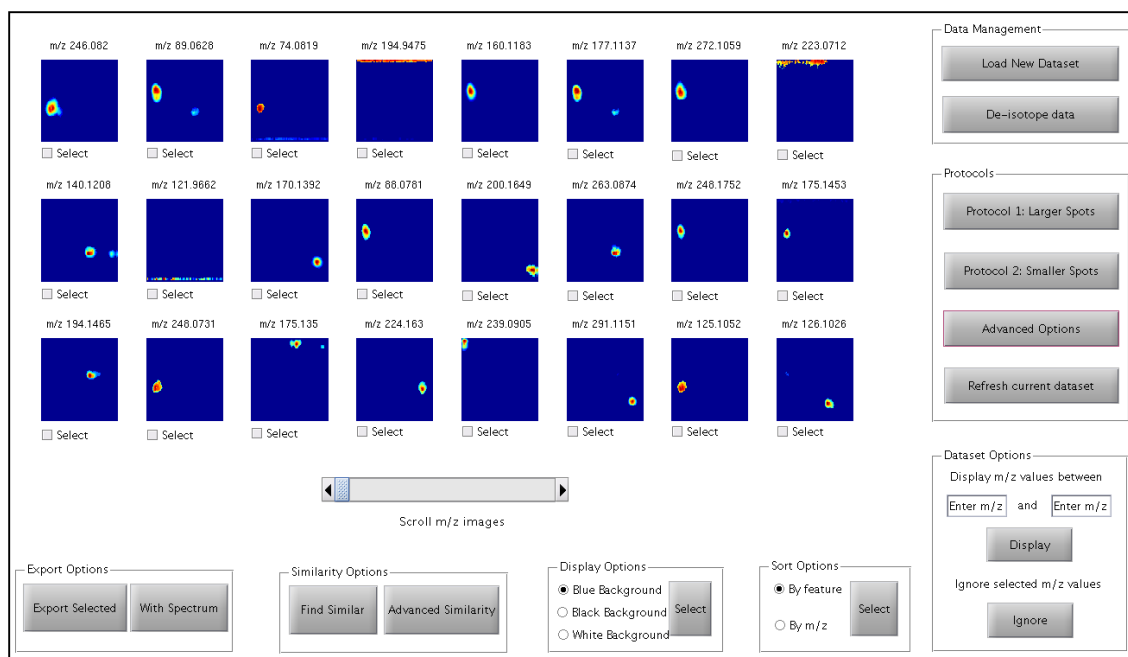 m/z 246.082 m/z 89.0628 m/z 74.0819 m/z 194.9475 m/z 160.1183 m/z 177.1137 m/z 272.1059 m/z 223.0712
Select Select Select Select Select Select Select Select
m/z 140.1208 m/z 121.9662 m/z 170.1392 m/z 88.0781 m/z 200.1649 m/z 263.0874 m/z 248.1752 m/z 175.1453
Select Select Select Select Select Select Select Select
m/z 194.1465 m/z 248.0731 m/z 175.135 m/z 224.163 m/z 239.0905 m/z 291.1151 m/z 125.1052 m/z 126.1026
Select Select Select Select Select Select Select Select
Scroll m/z images
Data Management
Load New Dataset
De-isotope data
Protocols
Protocol 1: Larger Spots
Protocol 2: Smaller Spots
Advanced Options
Refresh current dataset
Dataset Options
Display m/z values between
Enter m/z and Enter m/z
Display
Ignore selected m/z values
Ignore
Export Options
Export Selected With Spectrum
Similarity Options
Find Similar Advanced Similarity
Display Options
Blue Background
Black Background
White Background
Select
Sort Options
By feature
By m/z
Select